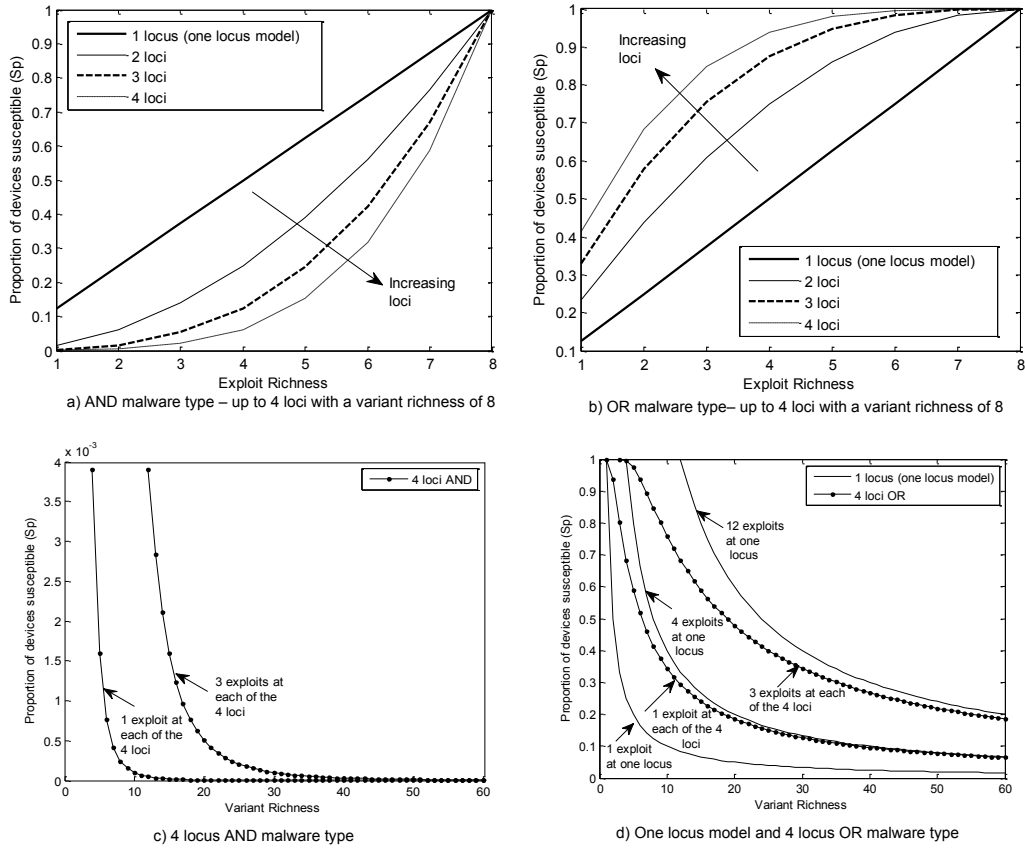 Proportion of devices susceptible (Sp)
1
0.9
0.8
0.7
0.6
0.5
0.4
0.3
0.2
0.1
0
1 locus (one locus model)
2 loci
3 loci
4 loci
Increasing
loci
1 2 3 4 5 6 7 8
Exploit Richness
a) AND malware type – up to 4 loci with a variant richness of 8
Proportion of devices susceptible (Sp)
1
0.9
0.8
0.7
0.6
0.5
0.4
0.3
0.2
0.1
Increasing
loci
1 locus (one locus model)
2 loci
3 loci
4 loci
1 2 3 4 5 6 7 8
Exploit Richness
b) OR malware type– up to 4 loci with a variant richness of 8
x 10-3
Proportion of devices susceptible (Sp)
4
3.5
3
2.5
2
1.5
1
0.5
0
4 loci AND
3 exploits at
each of the
4 loci
1 exploit at
each of the
4 loci
0 10 20 30 40 50 60
Variant Richness
c) 4 locus AND malware type
Proportion of devices susceptible (Sp)
1
0.9
0.8
0.7
0.6
0.5
0.4
0.3
0.2
0.1
0
1 locus (one locus model)
4 loci OR
12 exploits
at one
locus
4 exploits
at one
locus
3 exploits at each
of the 4 loci
1 exploit at
each of the 4
loci
1 exploit
at one locus
0 10 20 30 40 50 60
Variant Richness
d) One locus model and 4 locus OR malware type